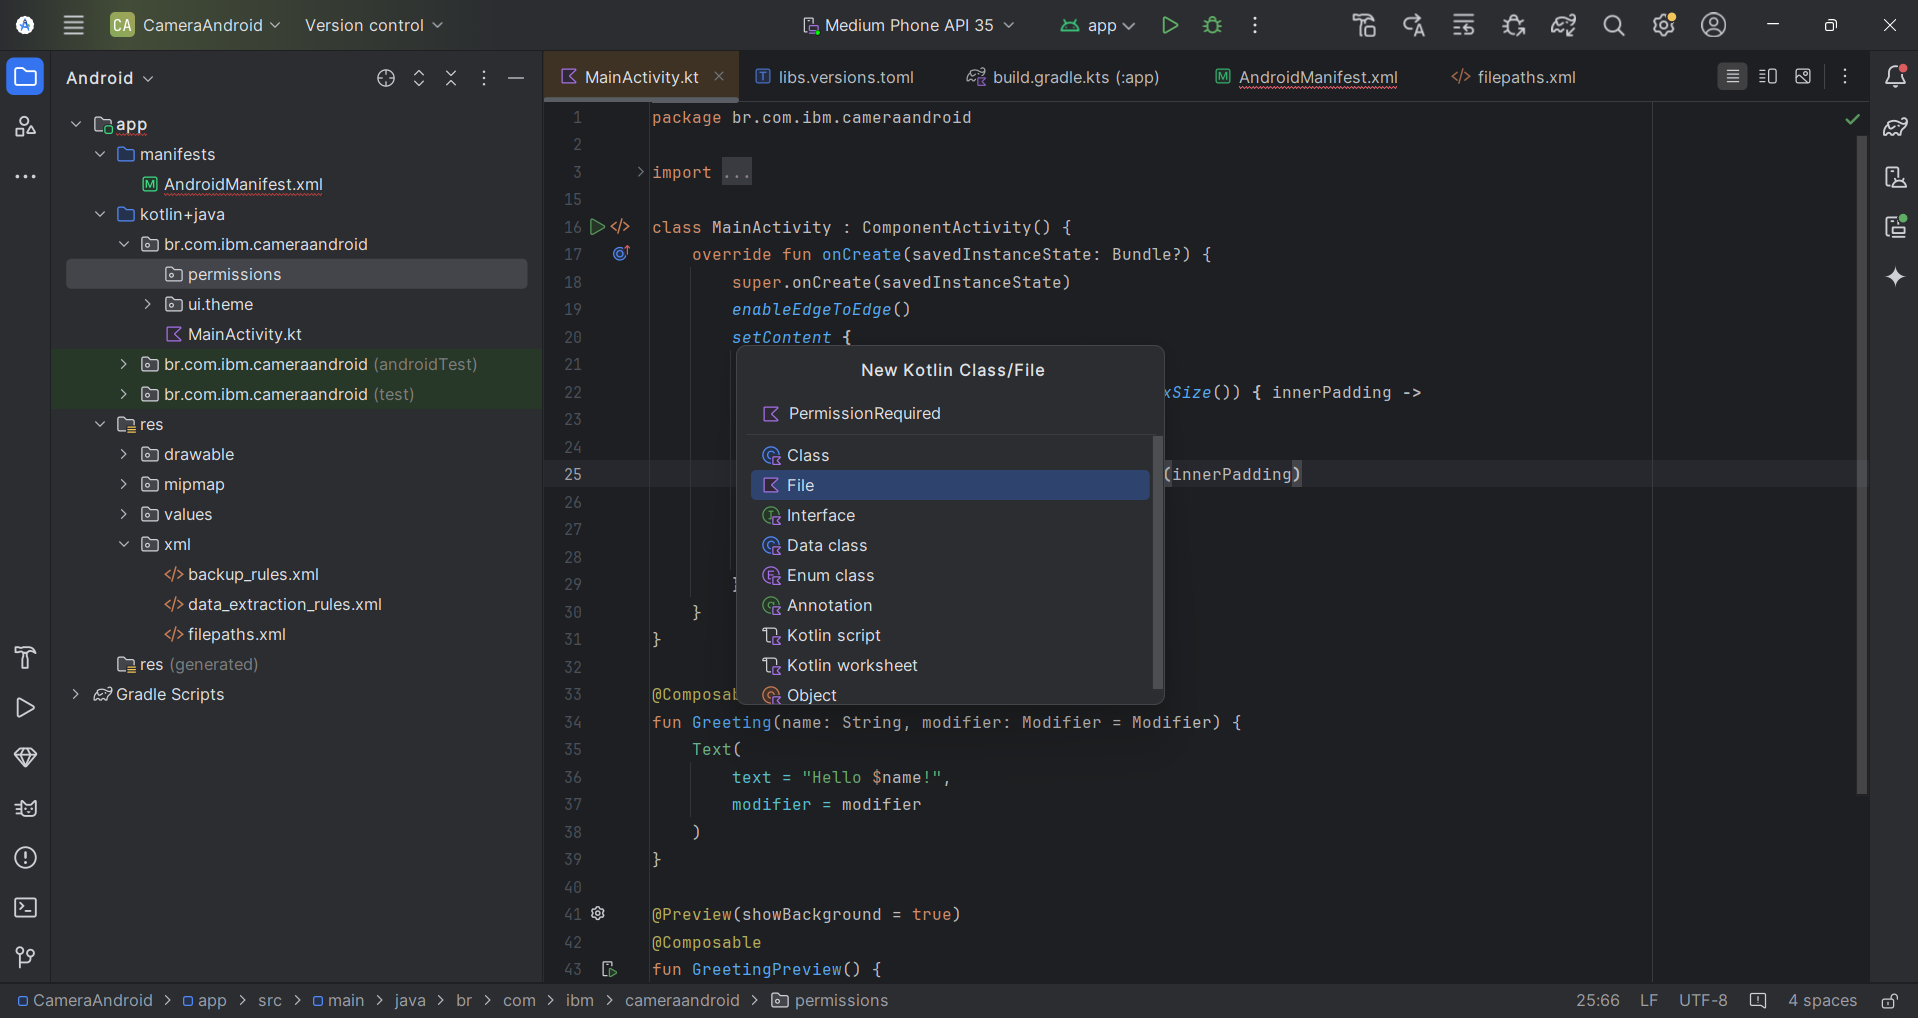 CA CameraAndroid Version control Medium Phone API 35 app
Android
MainActivity.kt libs.versions.toml build.gradle.kts (:app) AndroidManifest.xml filepaths.xml
app
manifests
AndroidManifest.xml
kotlin+java
br.com.ibm.cameraandroid
permissions
ui.theme
MainActivity.kt
br.com.ibm.cameraandroid (androidTest)
br.com.ibm.cameraandroid (test)
res
drawable
mipmap
values
xml
backup_rules.xml
data_extraction_rules.xml
filepaths.xml
res (generated)
Gradle Scripts
1 package br.com.ibm.cameraandroid
2
3 import ...
15
16 class MainActivity : ComponentActivity() {
17 override fun onCreate(savedInstanceState: Bundle?) {
18 super.onCreate(savedInstanceState)
19 enableEdgeToEdge()
20 setContent {
21
22 xSize()) { innerPadding ->
23
24
25 (innerPadding)
26
27
28
29 }
30 }
31 }
32
33 @Composab
34 fun Greeting(name: String, modifier: Modifier = Modifier) {
35 Text(
36 text = "Hello $name!",
37 modifier = modifier
38 )
39 }
40
41 @Preview(showBackground = true)
42 @Composable
43 fun GreetingPreview() {
New Kotlin Class/File
PermissionRequired
Class
File
Interface
Data class
Enum class
Annotation
Kotlin script
Kotlin worksheet
Object
CameraAndroid > app > src > main > java > br > com > ibm > cameraandroid > permissions 25:66 LF UTF-8 4 spaces